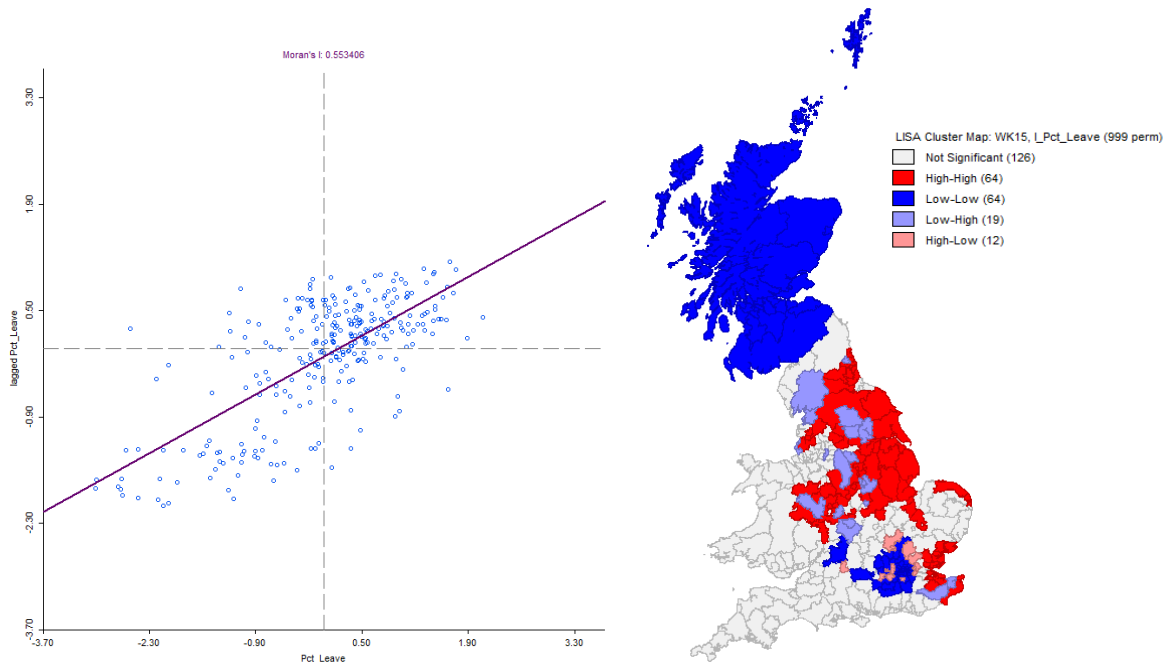 Moran's I: 0.553406
3.30
1.90
0.50
-0.90
-2.30
-3.70
lagged Pct_Leave
-3.70
-2.30
-0.90
0.50
1.90
3.30
Pct_Leave
LISA Cluster Map: WK15, I_Pct_Leave (999 perm)
Not Significant (126)
High-High (64)
Low-Low (64)
Low-High (19)
High-Low (12)